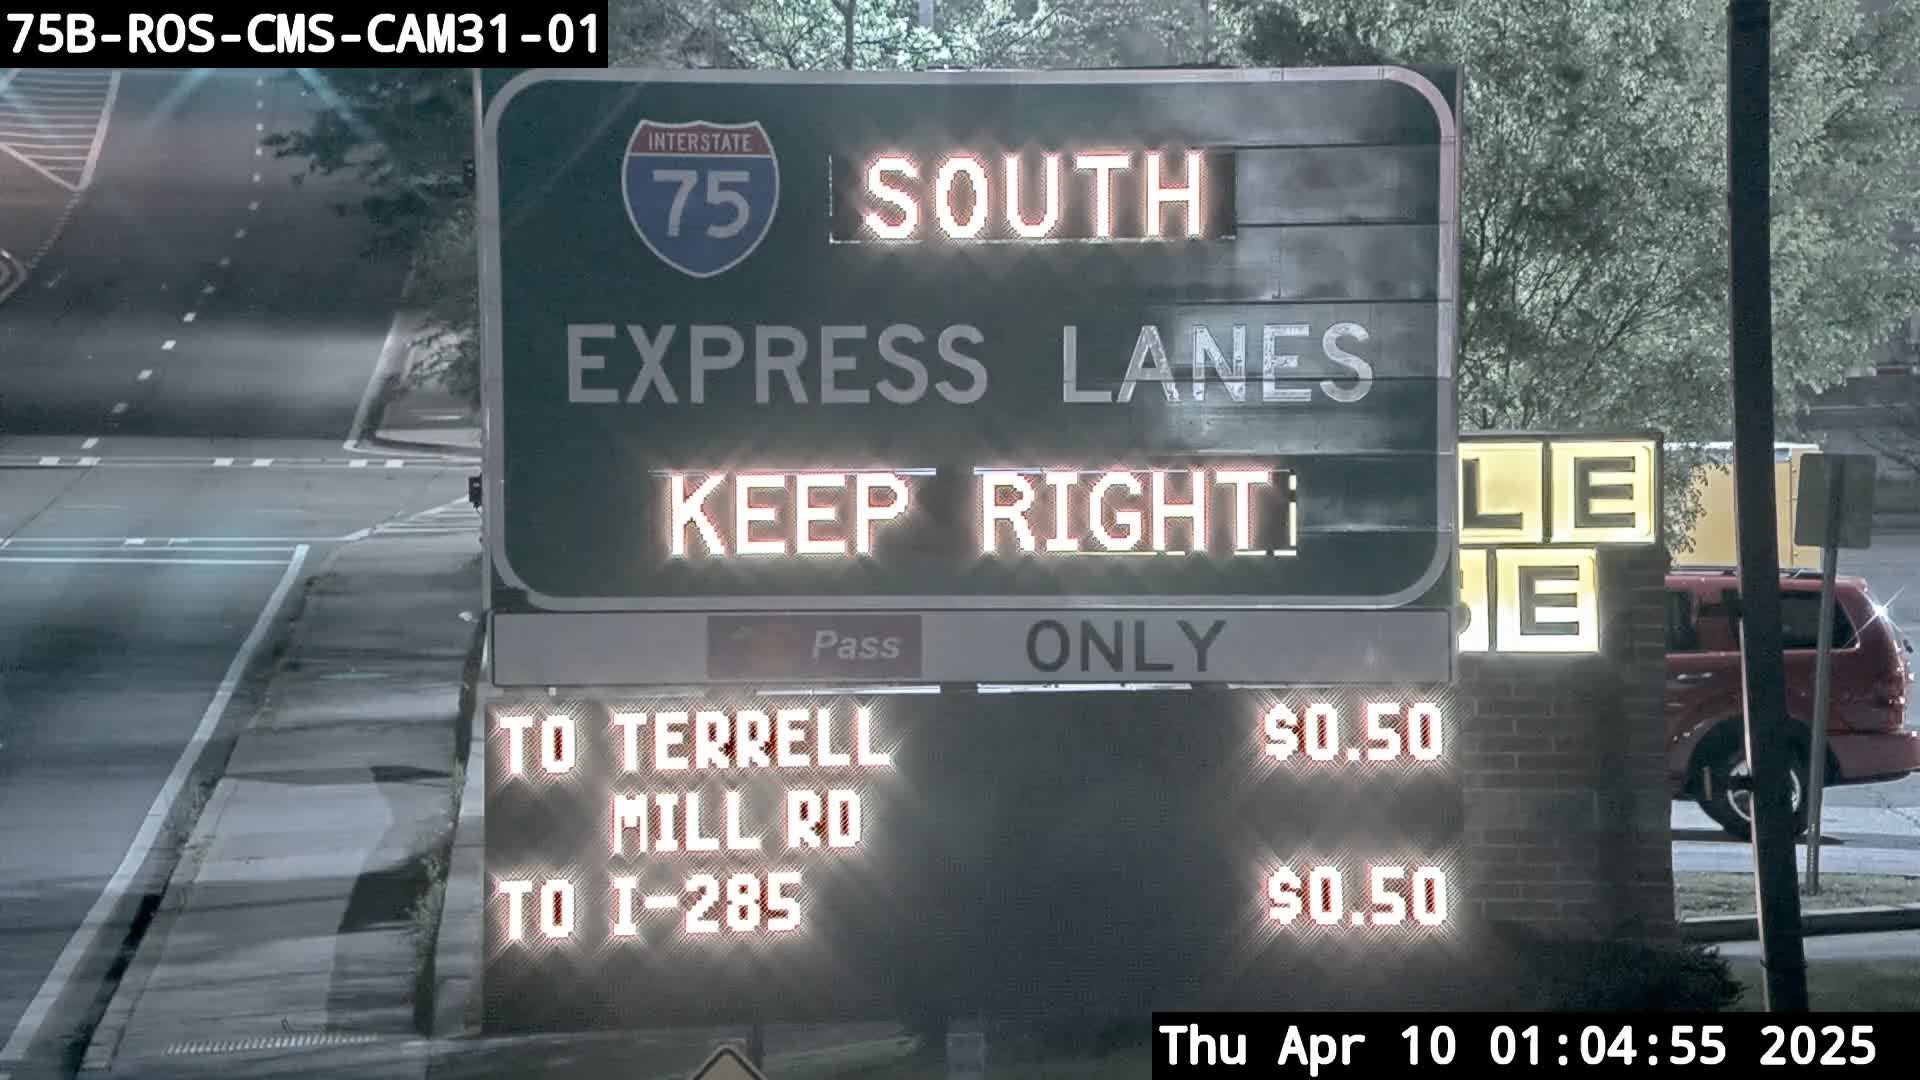 75B-ROS-CMS-CAM31-01
INTERSTATE
75
SOUTH
EXPRESS LANES
KEEP RIGHT
Pass ONLY
TO TERRELL $0.50
MILL RD
TO I-285 $0.50
LE
E
Thu Apr 10 01:04:55 2025